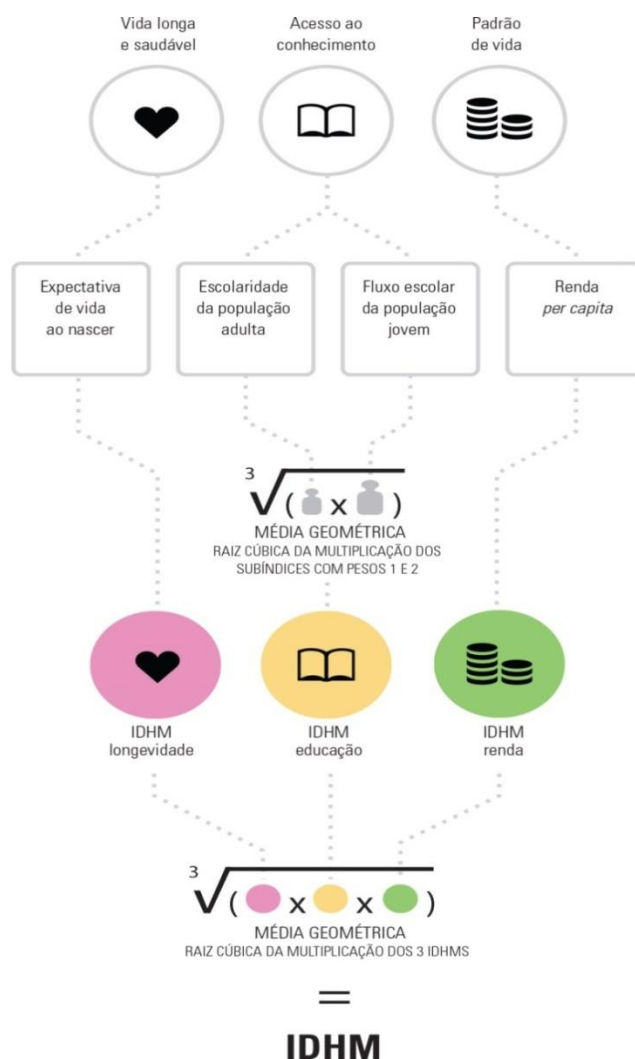 Vida longa
e saudável
Acesso ao
conhecimento
Padrão
de vida
Expectativa
de vida
ao nascer
Escolaridade
da população
adulta
Fluxo escolar
da população
jovem
Renda
per capita
3√( x )
MÉDIA GEOMÉTRICA
RAIZ CÚBICA DA MULTIPLICAÇÃO DOS
SUBÍNDICES COM PESOS 1 E 2
IDHM
longevidade
IDHM
educação
IDHM
renda
3√( x x )
MÉDIA GEOMÉTRICA
RAIZ CÚBICA DA MULTIPLICAÇÃO DOS 3 IDHMS
=
IDHM